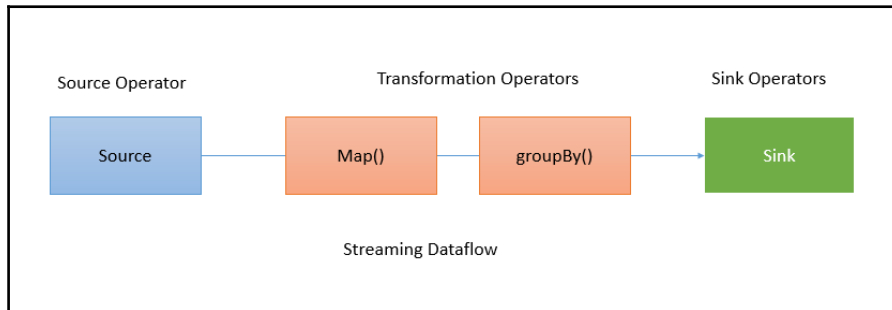 Source Operator
Transformation Operators
Sink Operators
Source
Map()
groupBy()
Sink
Streaming Dataflow